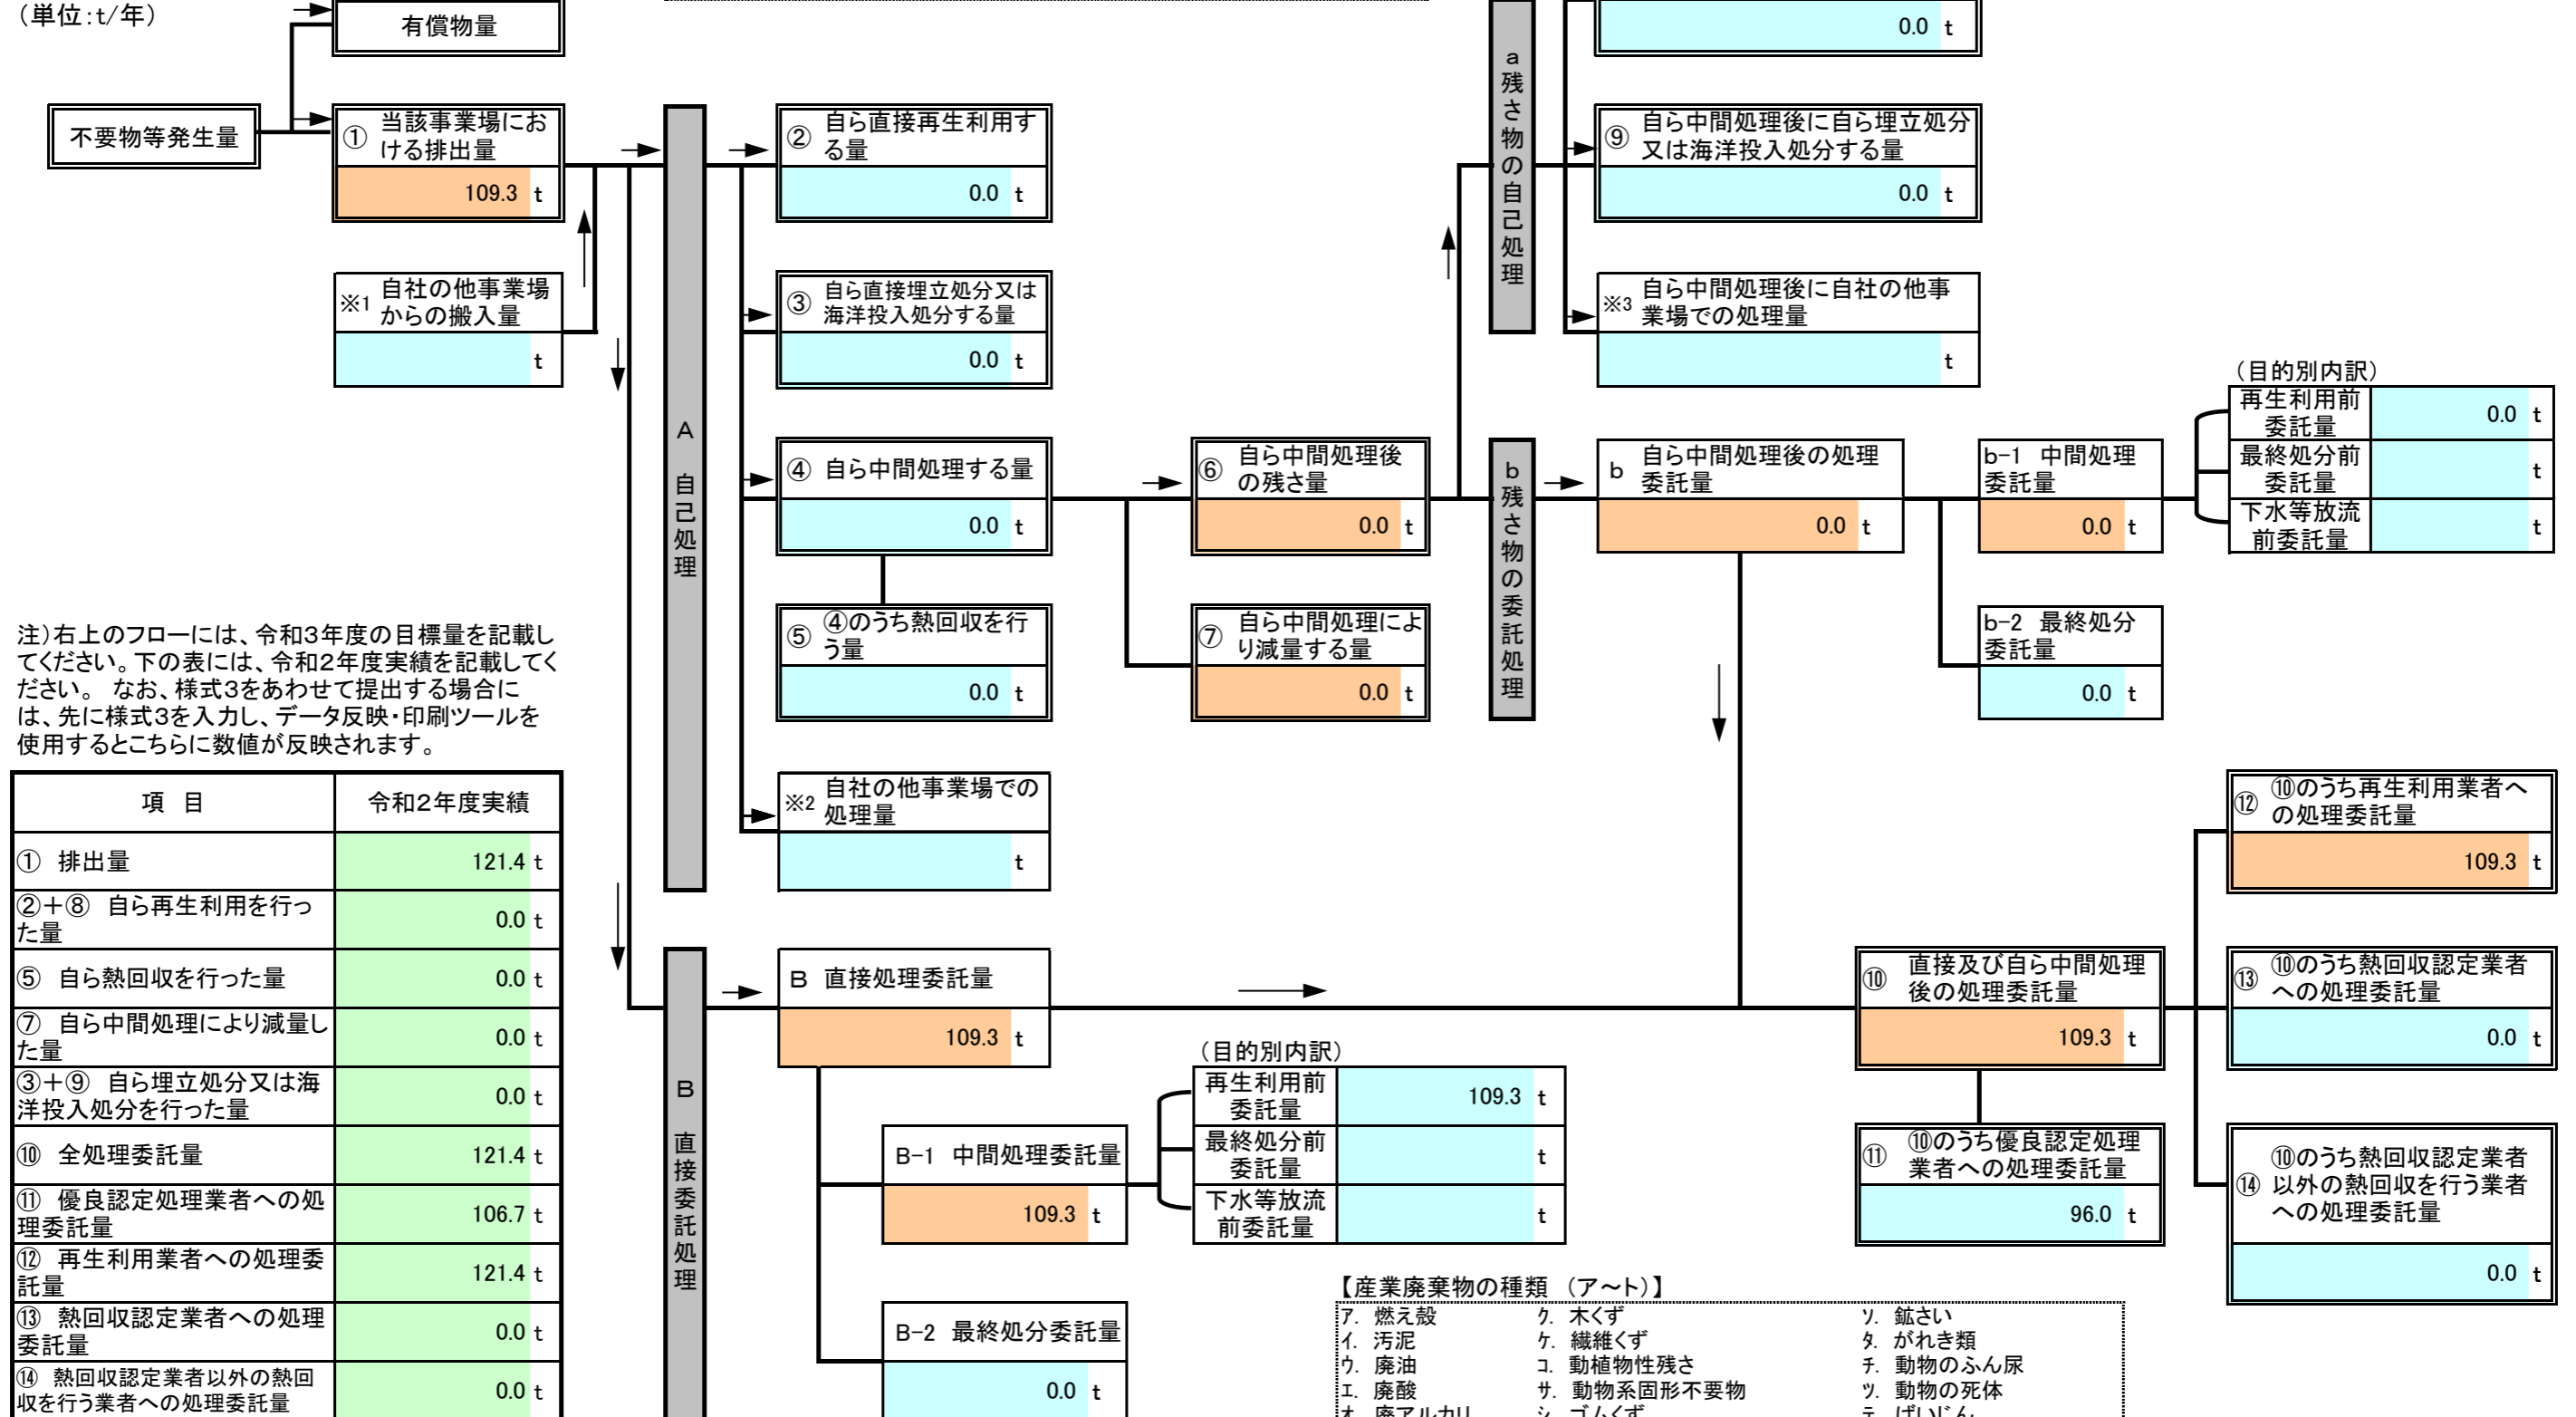 （単位：t/年）
有償物量
0.0 t
不要物等発生量
① 当該事業場にお
ける排出量
109.3 t
※1 自社の他事業場
からの搬入量
t
A 自己処理
② 自ら直接再生利用す
る量
0.0 t
③ 自ら直接埋立処分又は
海洋投入処分する量
0.0 t
④ 自ら中間処理する量
0.0 t
⑤ ④のうち熱回収を行
う量
0.0 t
※2 自社の他事業場での
処理量
t
⑥ 自ら中間処理後
の残さ量
0.0 t
⑦ 自ら中間処理によ
り減量する量
0.0 t
a 残さ物の自己処理
⑨ 自ら中間処理後に自ら埋立処分
又は海洋投入処分する量
0.0 t
※3 自ら中間処理後に自社の他事
業場での処理量
t
b 残さ物の委託処理
b 自ら中間処理後の処理
委託量
0.0 t
b-1 中間処理
委託量
0.0 t
b-2 最終処分
委託量
0.0 t
（目的別内訳）
再生利用前
委託量
0.0 t
最終処分前
委託量
t
下水等放流
前委託量
t
注）右上のフローには、令和３年度の目標量を記載し
てください。下の表には、令和２年度実績を記載してく
ださい。 なお、様式３をあわせて提出する場合に
は、先に様式３を入力し、データ反映・印刷ツールを
使用するとこちらに数値が反映されます。
項 目 令和２年度実績
① 排出量 121.4 t
②＋⑧ 自ら再生利用を行っ
た量 0.0 t
⑤ 自ら熱回収を行った量 0.0 t
⑦ 自ら中間処理により減量し
た量 0.0 t
③＋⑨ 自ら埋立処分又は海
洋投入処分を行った量 0.0 t
⑩ 全処理委託量 121.4 t
⑪ 優良認定処理業者への処
理委託量 106.7 t
⑫ 再生利用業者への処理委
託量 121.4 t
⑬ 熱回収認定業者への処理
委託量 0.0 t
⑭ 熱回収認定業者以外の熱回
収を行う業者への処理委託量 0.0 t
B 直接委託処理
B 直接処理委託量
109.3 t
B-1 中間処理委託量
109.3 t
B-2 最終処分委託量
0.0 t
（目的別内訳）
再生利用前
委託量
109.3 t
最終処分前
委託量
t
下水等放流
前委託量
t
⑩ 直接及び自ら中間処理
後の処理委託量
109.3 t
⑪ ⑩のうち優良認定処理
業者への処理委託量
96.0 t
⑫ ⑩のうち再生利用業者へ
の処理委託量
109.3 t
⑬ ⑩のうち熱回収認定業者
への処理委託量
0.0 t
⑭ ⑩のうち熱回収認定業者
以外の熱回収を行う業者
への処理委託量
0.0 t
【産業廃棄物の種類 （ア～ト）】
ア. 燃え殻 ク. 木くず ソ. 鉱さい
イ. 汚泥 ケ. 繊維くず タ. がれき類
ウ. 廃油 コ. 動植物性残さ チ. 動物のふん尿
エ. 廃酸 サ. 動物系固形不要物 ツ. 動物の死体
オ. 廃アルカリ シ. ゴムくず テ. ばいじん